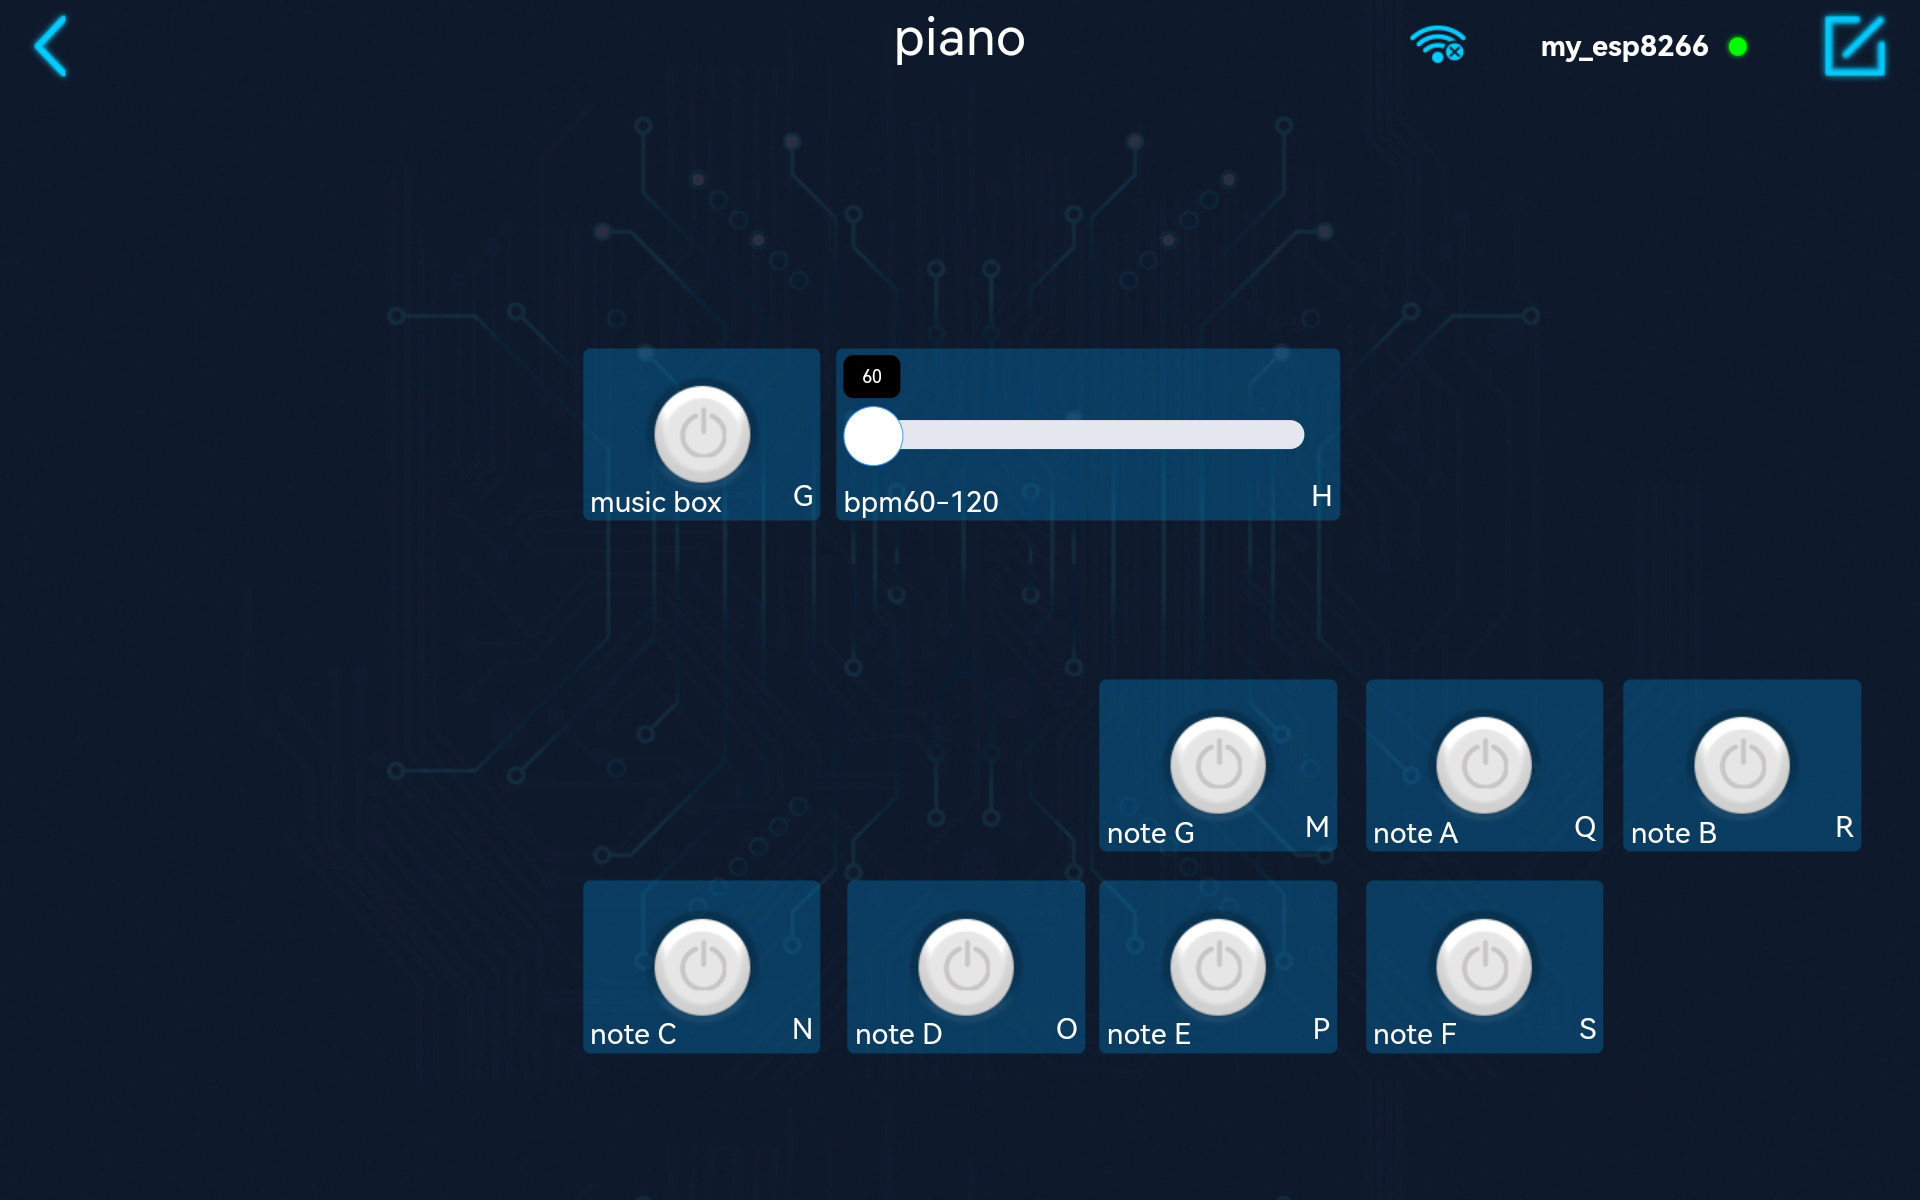 piano
my_esp8266
60
music box G
bpm60-120 H
note G M
note A Q
note B R
note C N
note D O
note E P
note F S